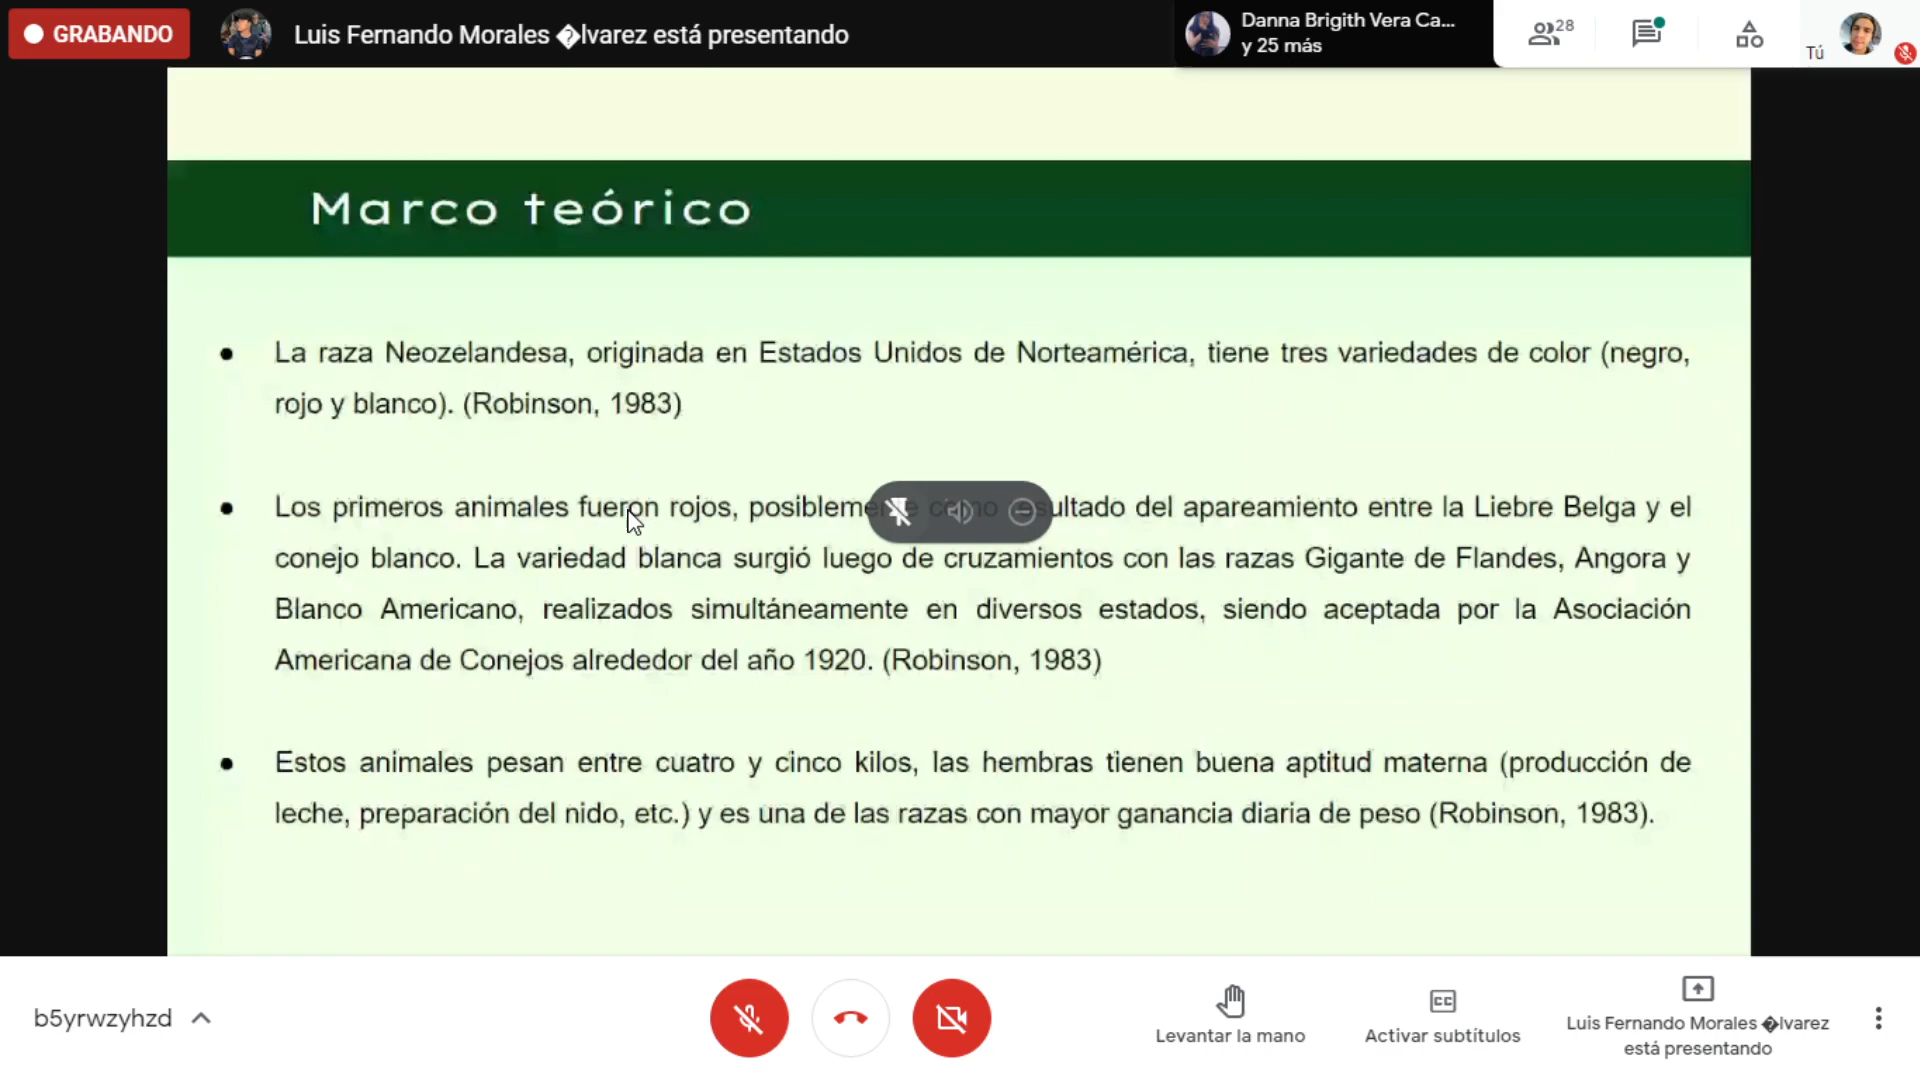 GRABANDO
Luis Fernando Morales �lvarez está presentando
Danna Brigith Vera Ca...
y 25 más
28
Tú
Marco teórico
● La raza Neozelandesa, originada en Estados Unidos de Norteamérica, tiene tres variedades de color (negro,
rojo y blanco). (Robinson, 1983)
● Los primeros animales fueron rojos, posiblemente como resultado del apareamiento entre la Liebre Belga y el
conejo blanco. La variedad blanca surgió luego de cruzamientos con las razas Gigante de Flandes, Angora y
Blanco Americano, realizados simultáneamente en diversos estados, siendo aceptada por la Asociación
Americana de Conejos alrededor del año 1920. (Robinson, 1983)
● Estos animales pesan entre cuatro y cinco kilos, las hembras tienen buena aptitud materna (producción de
leche, preparación del nido, etc.) y es una de las razas con mayor ganancia diaria de peso (Robinson, 1983).
b5yrwzyhzd
Levantar la mano
CC
Activar subtítulos
Luis Fernando Morales �lvarez
está presentando